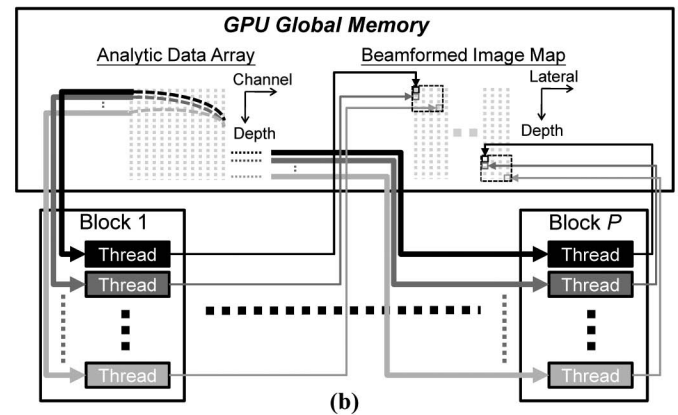 GPU Global Memory
Analytic Data Array
Beamformed Image Map
Channel
Depth
Lateral
Depth
Block 1
Thread
Thread
Thread
Block P
Thread
Thread
Thread
(b)